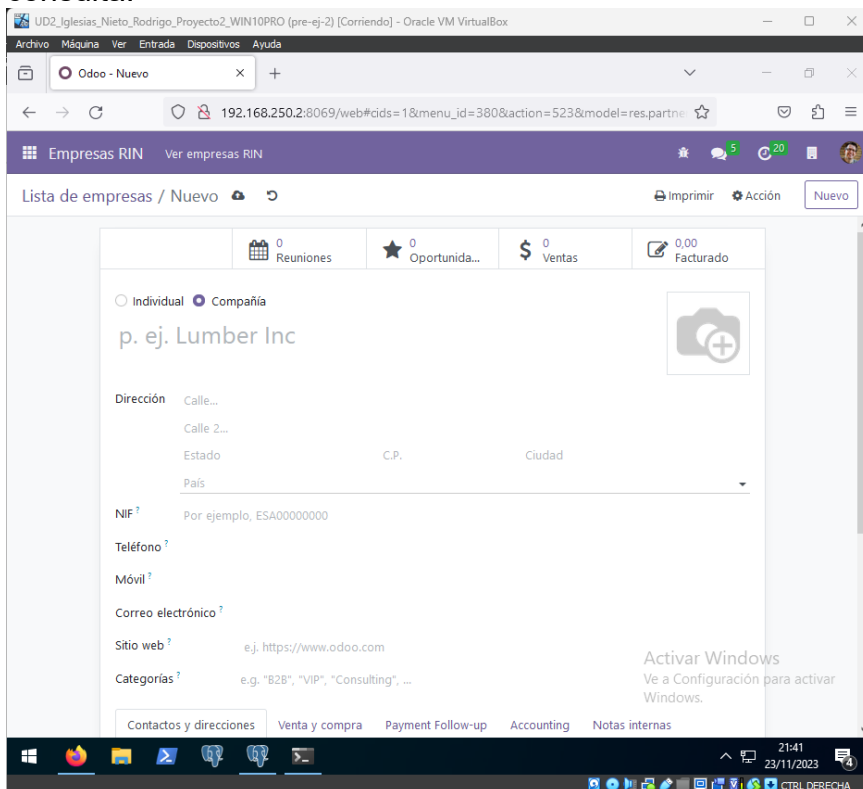 UD2_Iglesias_Nieto_Rodrigo_Proyecto2_WIN10PRO (pre-ej-2) [Corriendo] - Oracle VM VirtualBox
Archivo Máquina Ver Entrada Dispositivos Ayuda
Odoo - Nuevo
192.168.250.2:8069/web#cids=1&menu_id=380&action=523&model=res.partne
Empresas RIN Ver empresas RIN 5 20
Lista de empresas / Nuevo Imprimir Acción Nuevo
0 Reuniones
0 Oportunida...
0 Ventas
0,00 Facturado
Individual Compañía
p. ej. Lumber Inc
Dirección Calle...
Calle 2...
Estado C.P. Ciudad
País
NIF ? Por ejemplo, ESA00000000
Teléfono ?
Móvil ?
Correo electrónico ?
Sitio web ? e.j. https://www.odoo.com
Categorías ? e.g. "B2B", "VIP", "Consulting", ...
Activar Windows
Ve a Configuración para activar
Windows.
Contactos y direcciones Venta y compra Payment Follow-up Accounting Notas internas
21:41
23/11/2023
4
CTRL DERECHA